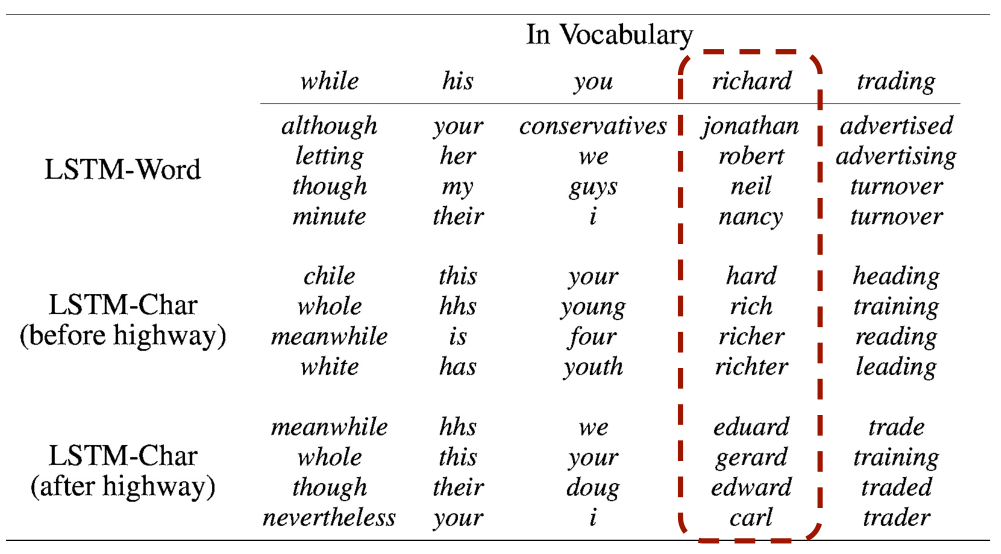 In Vocabulary
while his you richard trading
although your conservatives jonathan advertised
letting her we robert advertising
LSTM-Word
though my guys neil turnover
minute their i nancy turnover
chile this your hard heading
LSTM-Char whole hhs young rich training
(before highway) meanwhile is four richer reading
white has youth richter leading
meanwhile hhs we eduard trade
LSTM-Char whole this your gerard training
(after highway) though their doug edward traded
nevertheless your i carl trader